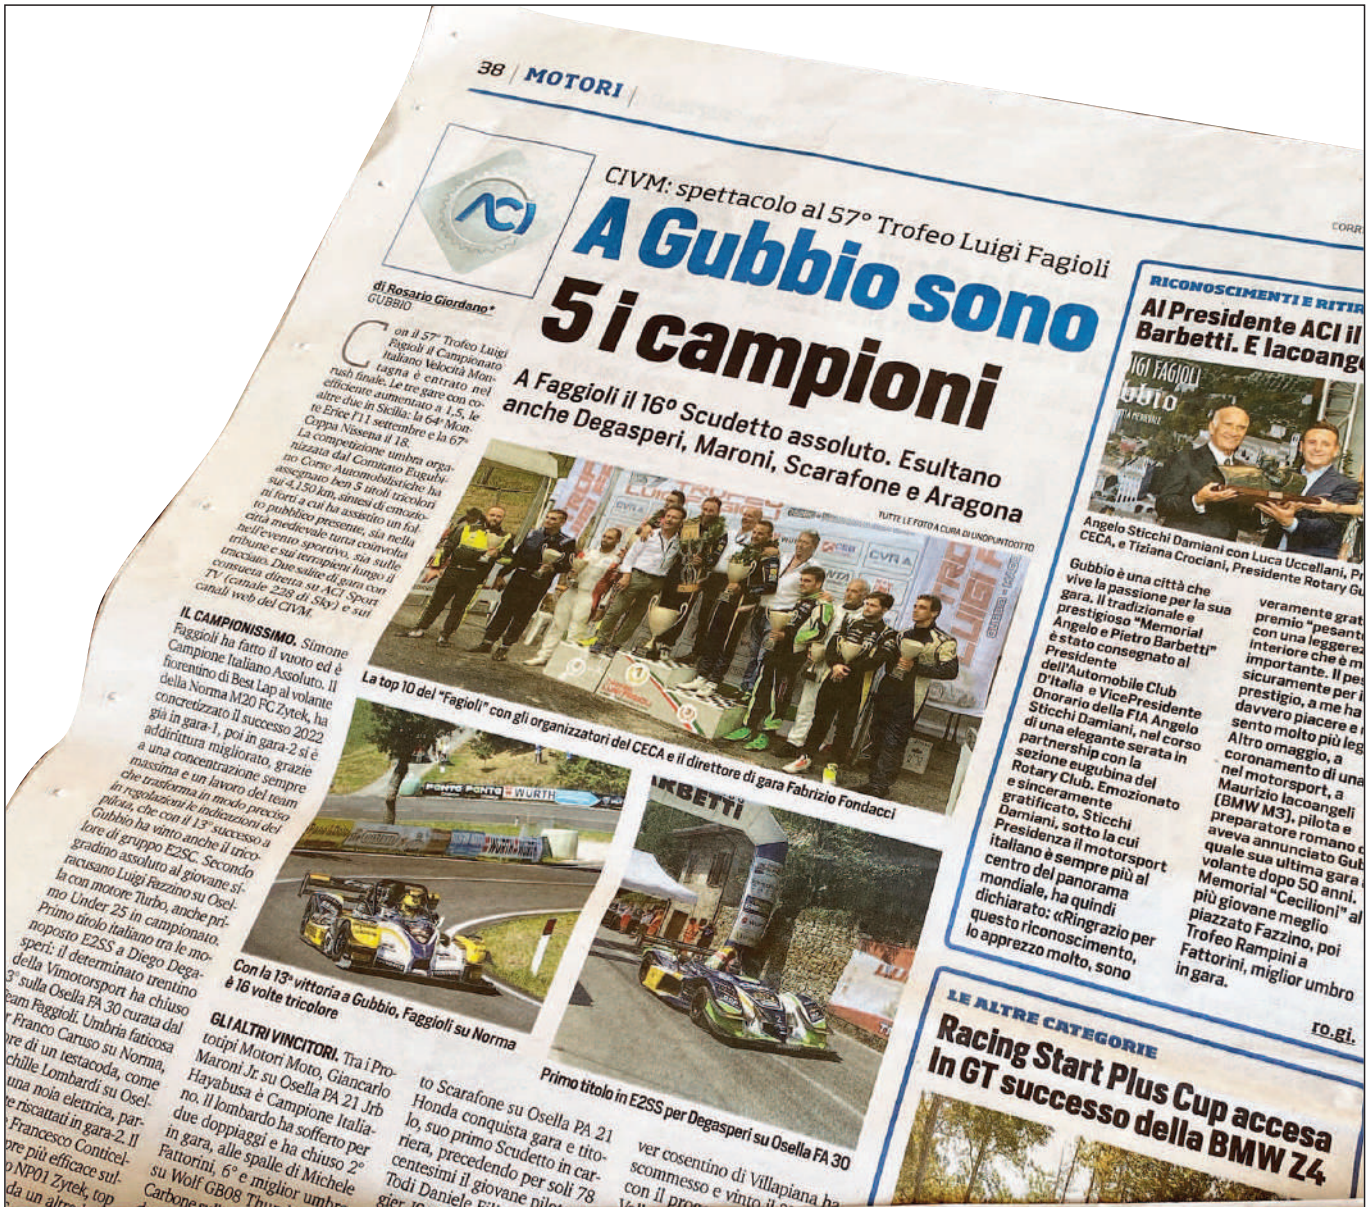 38 | MOTORI |
ACI
di Rosario Giordano*
GUBBIO
CIVM: spettacolo al 57° Trofeo Luigi Fagioli
A Gubbio sono
5 i campioni
A Faggioli il 16º Scudetto assoluto. Esultano
anche Degasperi, Maroni, Scarafone e Aragona
TUTTE LE FOTO A CURA DI UNOPUNTOOTTO
Con il 57° Trofeo Luigi
Fagioli il Campionato
Italiano Velocità Mon-
tagna è entrato nel
rush finale. Le tre gare con co-
efficiente aumentato a 1,5, le
altre due in Sicilia: la 64ª Mon-
te Erice l'11 settembre e la 67ª
Coppa Nissena il 18.
La competizione umbra orga-
nizzata dal Comitato Eugubi-
no Corse Automobilistiche ha
assegnato ben 5 titoli tricolori
sui 4,150 km, sintesi di emozio-
ni forti a cui ha assistito un fol-
to pubblico presente, sia nella
città medievale tutta coinvolta
nell'evento sportivo, sia sulle
tribune e sui terrapieni lungo il
tracciato. Due salite di gara con
consueta diretta su ACI Sport
TV (canale 228 di Sky) e sui
canali web del CIVM.
IL CAMPIONISSIMO. Simone
Faggioli ha fatto il vuoto ed è
Campione Italiano Assoluto. Il
fiorentino di Best Lap al volante
della Norma M20 FC Zytek, ha
concretizzato il successo 2022
già in gara-1, poi in gara-2 si è
addirittura migliorato, grazie
a una concentrazione sempre
massima e un lavoro del team
che trasforma in modo preciso
in regolazioni le indicazioni del
pilota, che con il 13° successo a
Gubbio ha vinto anche il trico-
lore di gruppo E2SC. Secondo
gradino assoluto al giovane si-
racusano Luigi Fazzino su Osel-
la con motore Turbo, anche pri-
mo Under 25 in campionato.
Primo titolo italiano tra le mo-
noposto E2SS a Diego Dega-
speri: il determinato trentino
della Vimotorsport ha chiuso
3° sulla Osella FA 30 curata dal
Team Faggioli. Umbria faticosa
Franco Caruso su Norma,
di un testacoda, come
Lombardi su Osel-
una noia elettrica, par-
riscattati in gara-2. Il
Francesco Conticel-
più efficace sul-
NP01 Zytek, top
da un
La top 10 del "Fagioli" con gli organizzatori del CECA e il direttore di gara Fabrizio Fondacci
WÜRTH
BARBETTI
Con la 13ª vittoria a Gubbio, Faggioli su Norma
è 16 volte tricolore
Primo titolo in E2SS per Degasperi su Osella FA 30
GLI ALTRI VINCITORI. Tra i Pro-
totipi Motori Moto, Giancarlo
Maroni Jr. su Osella PA 21 Jrb
Hayabusa è Campione Italia-
no. Il lombardo ha sofferto per
due doppiaggi e ha chiuso 2°
in gara, alle spalle di Michele
Fattorini, 6° e miglior umbro
su Wolf GB08
Carbone
to Scarafone su Osella PA 21
Honda conquista gara e tito-
lo, suo primo Scudetto in car-
riera, precedendo per soli 78
centesimi il giovane
Todi Daniele
ver cosentino di Villapiana ha
scommesso e vinto il
con il
CORR
RICONOSCIMENTI E RITIR
Al Presidente ACI il
Barbetti. E Iacoang
IGI FAGIOLI
Angelo Sticchi Damiani con Luca Uccellani,
CECA, e Tiziana Crociani, Presidente Rotary
Gubbio è una città che
vive la passione per la sua
gara. Il tradizionale e
prestigioso "Memorial
Angelo e Pietro Barbetti"
è stato consegnato al
Presidente
dell'Automobile Club
D'Italia e VicePresidente
Onorario della FIA Angelo
Sticchi Damiani, nel corso
di una elegante serata in
partnership con la
sezione eugubina del
Rotary Club. Emozionato
e sinceramente
gratificato, Sticchi
Damiani, sotto la cui
Presidenza il motorsport
Italiano è sempre più al
centro del panorama
mondiale, ha quindi
dichiarato: «Ringrazio per
questo riconoscimento,
lo apprezzo molto, sono
veramente grat
premio "pesant
con una leggerez
interiore che è m
importante. Il pes
sicuramente per i
prestigio, a me ha
davvero piacere e
sento molto più leg
Altro omaggio, a
coronamento di una
nel motorsport, a
Maurizio Iacoangeli
(BMW M3), pilota e
preparatore romano
aveva annunciato Gub
quale sua ultima gara
volante dopo 50 anni.
Memorial "Cecilioni" al
più giovane meglio
piazzato Fazzino, poi
Trofeo Rampini a
Fattorini, miglior umbro
in gara.
ro.gi.
LE ALTRE CATEGORIE
Racing Start Plus Cup accesa
In GT successo della BMW Z4